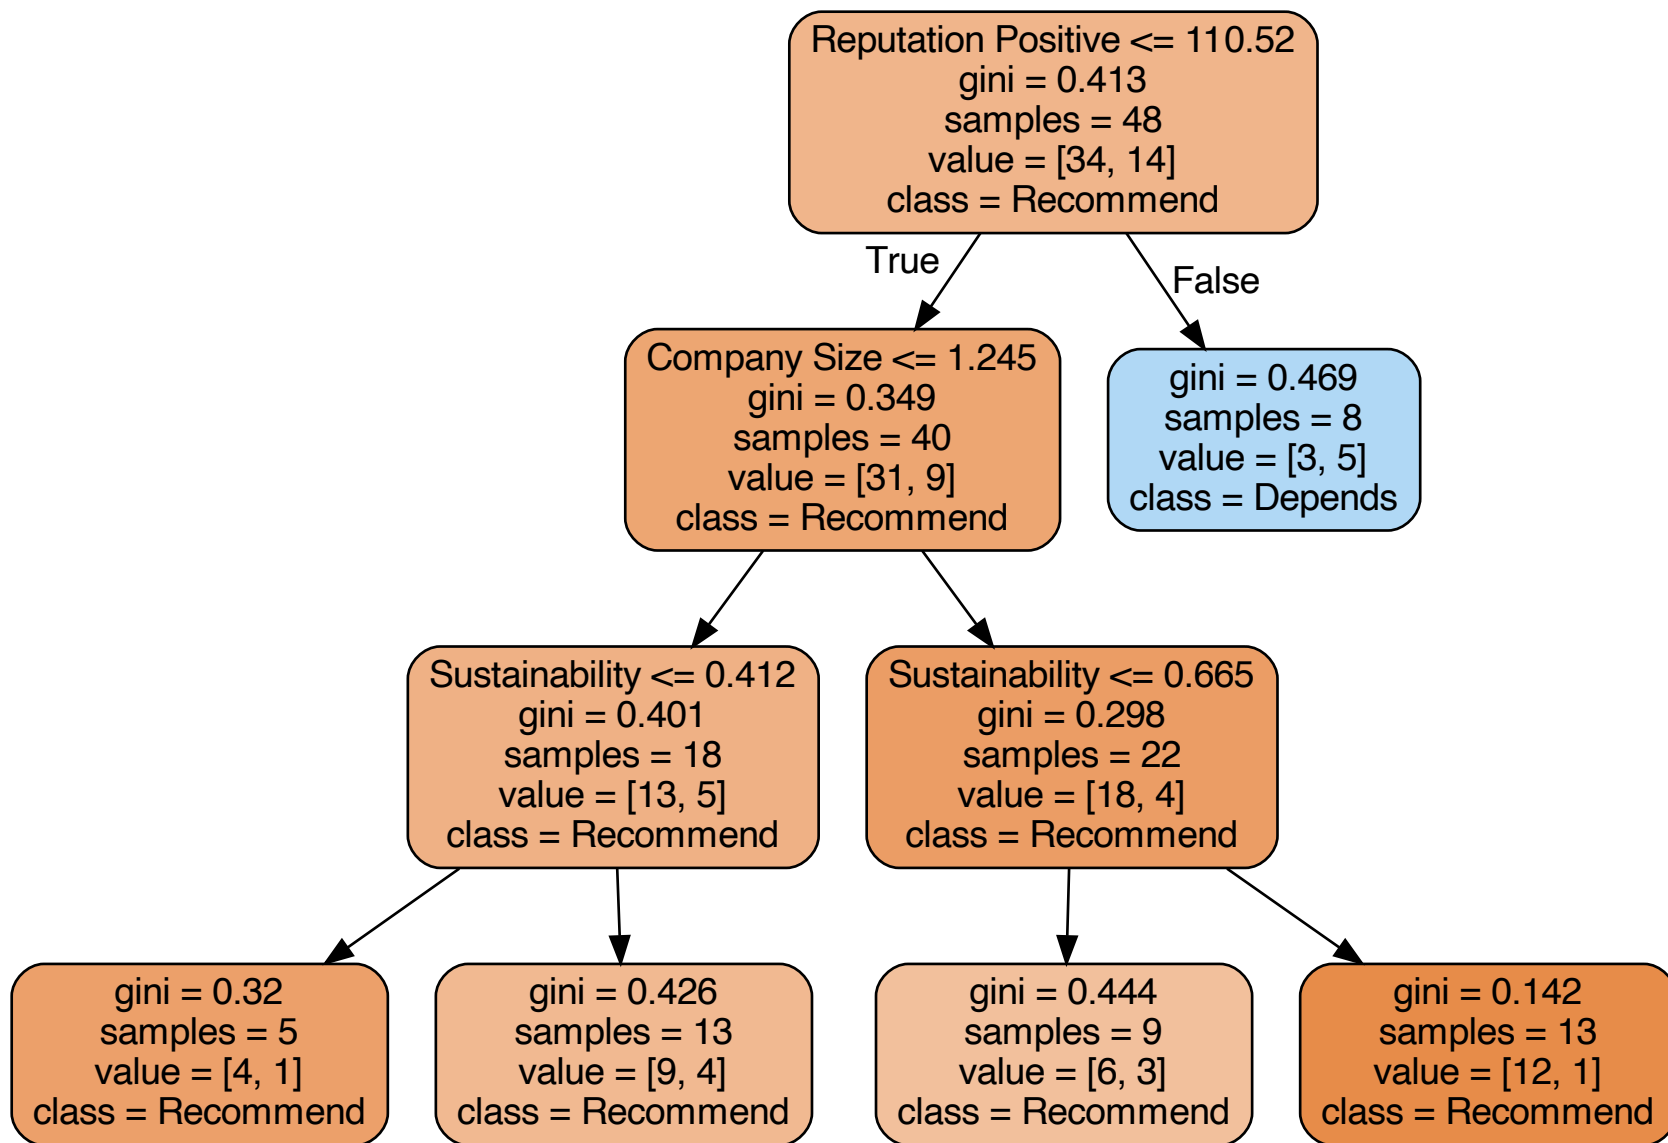 Reputation Positive <= 110.52
gini = 0.413
samples = 48
value = [34, 14]
class = Recommend
True
False
Company Size <= 1.245
gini = 0.349
samples = 40
value = [31, 9]
class = Recommend
gini = 0.469
samples = 8
value = [3, 5]
class = Depends
Sustainability <= 0.412
gini = 0.401
samples = 18
value = [13, 5]
class = Recommend
Sustainability <= 0.665
gini = 0.298
samples = 22
value = [18, 4]
class = Recommend
gini = 0.32
samples = 5
value = [4, 1]
class = Recommend
gini = 0.426
samples = 13
value = [9, 4]
class = Recommend
gini = 0.444
samples = 9
value = [6, 3]
class = Recommend
gini = 0.142
samples = 13
value = [12, 1]
class = Recommend